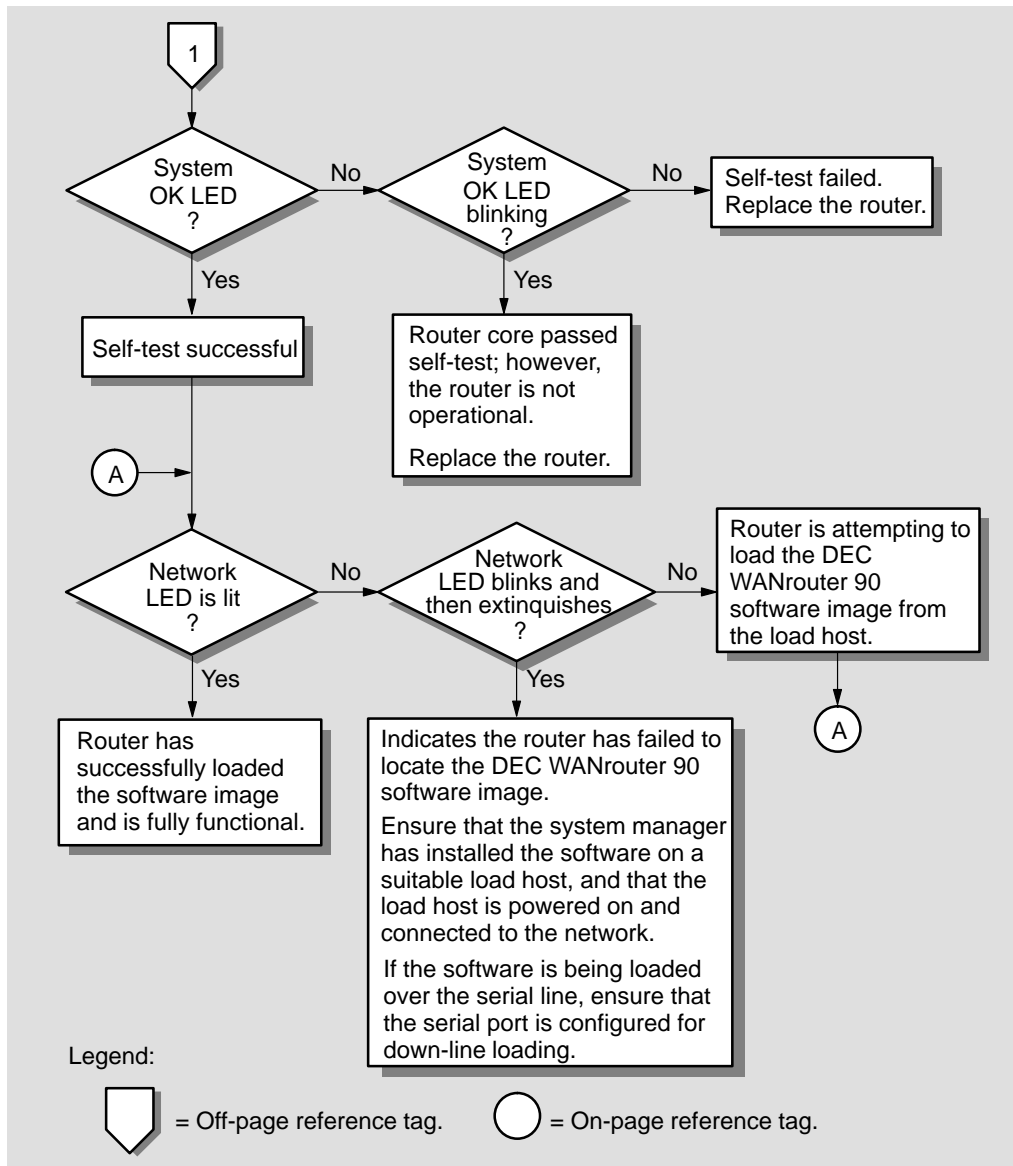 1
System
OK LED
?
No
System
OK LED
blinking
?
No
Self-test failed.
Replace the router.
Yes
Yes
Self-test successful
Router core passed
self-test; however,
the router is not
operational.
Replace the router.
A
Network
LED is lit
?
No
Network
LED blinks and
then extinquishes
?
No
Router is attempting to
load the DEC
WANrouter 90
software image from
the load host.
Yes
Yes
A
Router has
successfully loaded
the software image
and is fully functional.
Indicates the router has failed to
locate the DEC WANrouter 90
software image.
Ensure that the system manager
has installed the software on a
suitable load host, and that the
load host is powered on and
connected to the network.
If the software is being loaded
over the serial line, ensure that
the serial port is configured for
down-line loading.
Legend:
= Off-page reference tag.
= On-page reference tag.